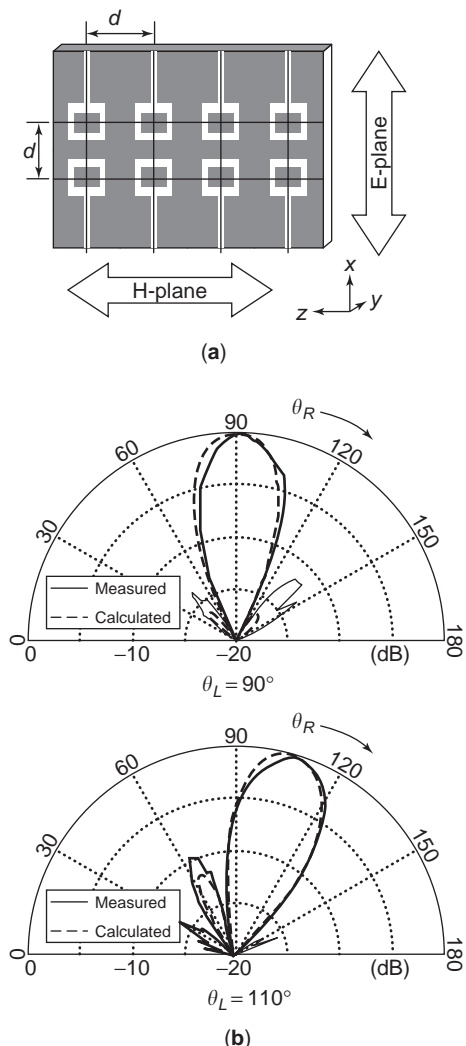 d
d
E-plane
H-plane
x
y
z
(a)
θR
90
60
120
30
150
Measured
Calculated
0
0
−10
−20
(dB)
180
θL = 90°
θR
90
60
120
30
150
Measured
Calculated
0
0
−10
−20
(dB)
180
θL = 110°
(b)